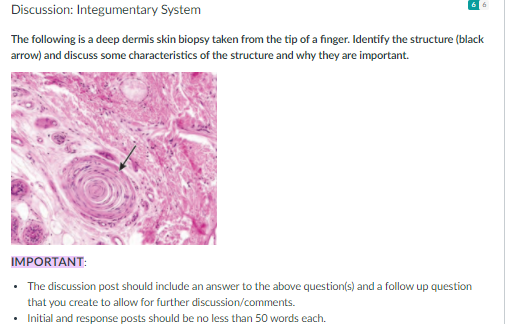 Discussion: Integumentary System
6 6
The following is a deep dermis skin biopsy taken from the tip of a finger. Identify the structure (black
arrow) and discuss some characteristics of the structure and why they are important.
IMPORTANT:
• The discussion post should include an answer to the above question(s) and a follow up question
that you create to allow for further discussion/comments.
• Initial and response posts should be no less than 50 words each.